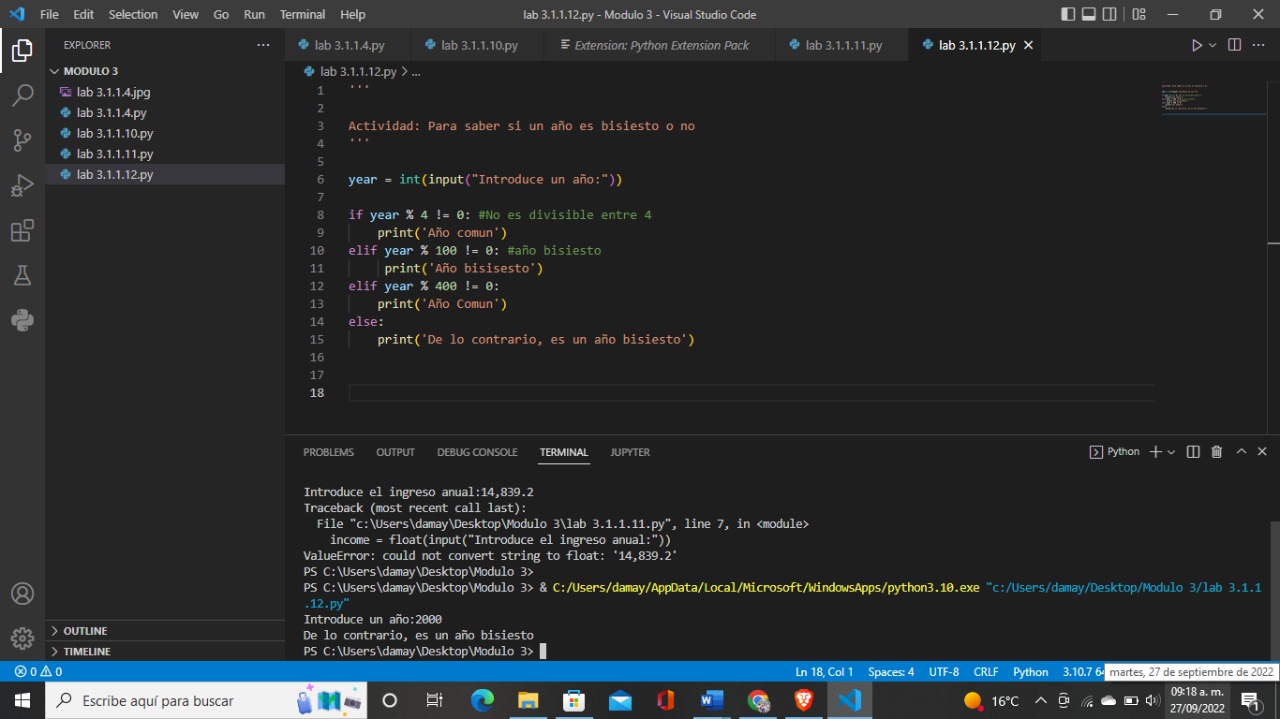 File Edit Selection View Go Run Terminal Help lab 3.1.1.12.py - Modulo 3 - Visual Studio Code
EXPLORER
MODULO 3
lab 3.1.1.4.jpg
lab 3.1.1.4.py
lab 3.1.1.10.py
lab 3.1.1.11.py
lab 3.1.1.12.py
OUTLINE
TIMELINE
lab 3.1.1.4.py lab 3.1.1.10.py Extension: Python Extension Pack lab 3.1.1.11.py lab 3.1.1.12.py
lab 3.1.1.12.py > ...
1 '''
2
3 Actividad: Para saber si un año es bisiesto o no
4 '''
5
6 year = int(input("Introduce un año:"))
7
8 if year % 4 != 0: #No es divisible entre 4
9 print('Año comun')
10 elif year % 100 != 0: #año bisiesto
11 print('Año bisisesto')
12 elif year % 400 != 0:
13 print('Año Comun')
14 else:
15 print('De lo contrario, es un año bisiesto')
16
17
18
PROBLEMS OUTPUT DEBUG CONSOLE TERMINAL JUPYTER
Python
Introduce el ingreso anual:14,839.2
Traceback (most recent call last):
File "c:\Users\damay\Desktop\Modulo 3\lab 3.1.1.11.py", line 7, in <module>
income = float(input("Introduce el ingreso anual:"))
ValueError: could not convert string to float: '14,839.2'
PS C:\Users\damay\Desktop\Modulo 3>
PS C:\Users\damay\Desktop\Modulo 3> & C:/Users/damay/AppData/Local/Microsoft/WindowsApps/python3.10.exe "c:/Users/damay/Desktop/Modulo 3/lab 3.1.1
.12.py"
Introduce un año:2000
De lo contrario, es un año bisiesto
PS C:\Users\damay\Desktop\Modulo 3>
0 0 Ln 18, Col 1 Spaces: 4 UTF-8 CRLF Python 3.10.7 64 martes, 27 de septiembre de 2022
Escribe aquí para buscar 16°C 09:18 a. m.
27/09/2022
1